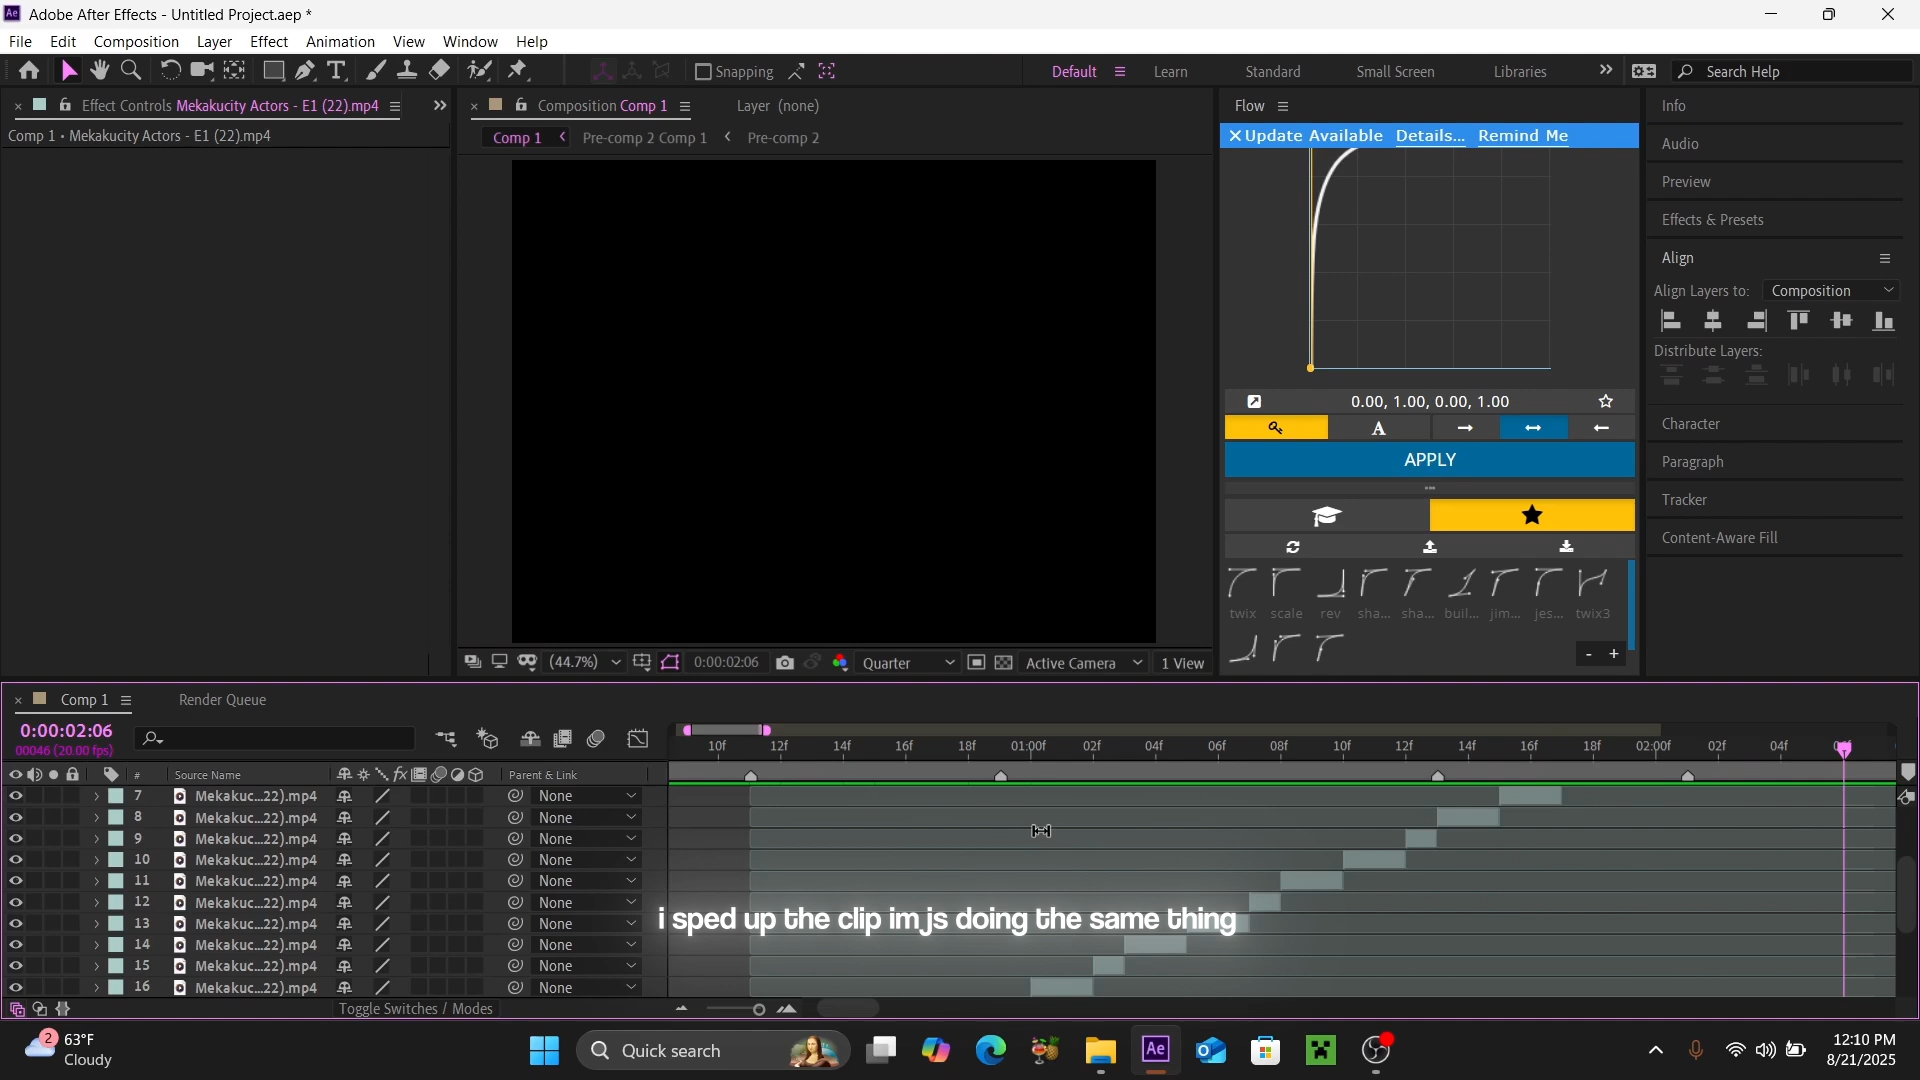 Adobe After Effects - Untitled Project.aep *
File Edit Composition Layer Effect Animation View Window Help
Snapping
Default Learn Standard Small Screen Libraries Search Help
Effect Controls Mekakucity Actors - E1 (22).mp4
Comp 1 • Mekakucity Actors - E1 (22).mp4
Composition Comp 1
Layer (none)
Comp 1 Pre-comp 2 Comp 1 Pre-comp 2
Flow
Update Available Details... Remind Me
0.00, 1.00, 0.00, 1.00
A
APPLY
twix scale rev sha... sha... buil... jim... jes... twix3
- +
Info
Audio
Preview
Effects & Presets
Align
Align Layers to: Composition
Distribute Layers:
Character
Paragraph
Tracker
Content-Aware Fill
(44.7%) 0:00:02:06 Quarter Active Camera 1 View
Comp 1 Render Queue
0:00:02:06
00046 (20.00 fps)
10f 12f 14f 16f 18f 01:00f 02f 04f 06f 08f 10f 12f 14f 16f 18f 02:00f 02f 04f
# Source Name fx Parent & Link
7 Mekakuc...22).mp4 None
8 Mekakuc...22).mp4 None
9 Mekakuc...22).mp4 None
10 Mekakuc...22).mp4 None
11 Mekakuc...22).mp4 None
12 Mekakuc...22).mp4 None
13 Mekakuc...22).mp4 None
14 Mekakuc...22).mp4 None
15 Mekakuc...22).mp4 None
16 Mekakuc...22).mp4 None
i sped up the clip im js doing the same thing
Toggle Switches / Modes
2
63°F
Cloudy
Quick search
Ae
12:10 PM
8/21/2025